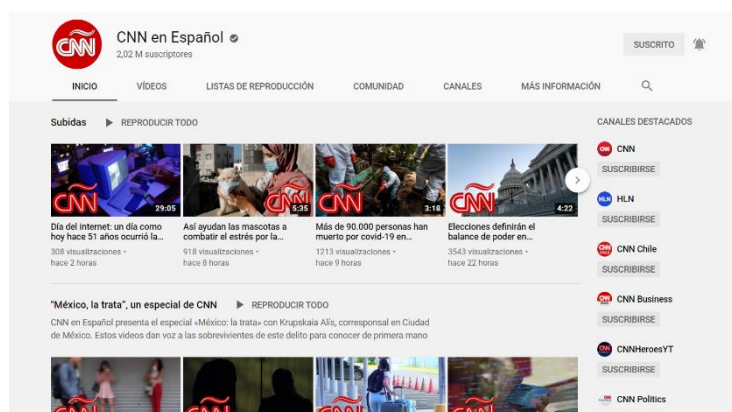 CNN en Español
2,02 M suscriptores
SUSCRITO
INICIO VÍDEOS LISTAS DE REPRODUCCIÓN COMUNIDAD CANALES MÁS INFORMACIÓN
Subidas REPRODUCIR TODO
CNN 29:05
CNN 5:35
CNN 3:18
CNN 4:22
Día del internet: un día como
hoy hace 51 años ocurrió la...
308 visualizaciones •
hace 2 horas
Así ayudan las mascotas a
combatir el estrés por la...
918 visualizaciones •
hace 8 horas
Más de 90.000 personas han
muerto por covid-19 en...
1213 visualizaciones •
hace 9 horas
Elecciones definirán el
balance de poder en...
3543 visualizaciones •
hace 22 horas
"México, la trata", un especial de CNN REPRODUCIR TODO
CNN en Español presenta el especial «México: la trata» con Krupskaia Alís, corresponsal en Ciudad
de México. Estos videos dan voz a las sobrevivientes de este delito para conocer de primera mano
CANALES DESTACADOS
CNN
SUSCRIBIRSE
HLN
SUSCRIBIRSE
CNN Chile
SUSCRIBIRSE
CNN Business
SUSCRIBIRSE
CNNHeroesYT
SUSCRIBIRSE
CNN Politics